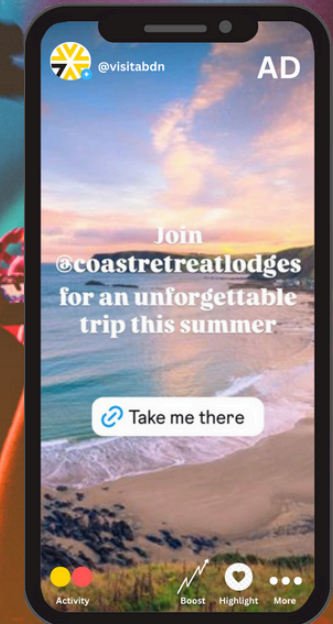 @visitabdn
AD
Join
@coastretreatlodges
for an unforgettable
trip this summer
Take me there
Activity
Boost
Highlight
More